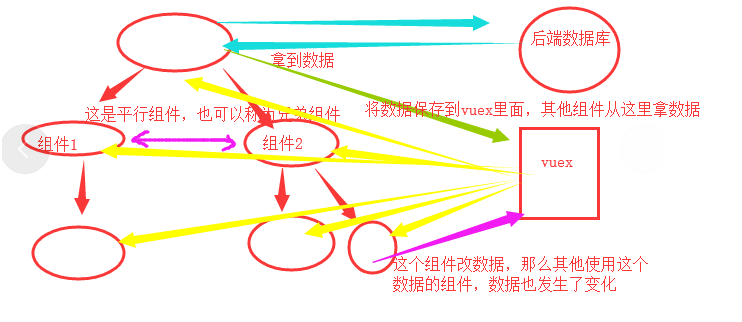 后端数据库
拿到数据
这是平行组件，也可以称为兄弟组件
将数据保存到vuex里面，其他组件从这里拿数据
组件1
组件2
vuex
这个组件改数据，那么其他使用这个
数据的组件，数据也发生了变化